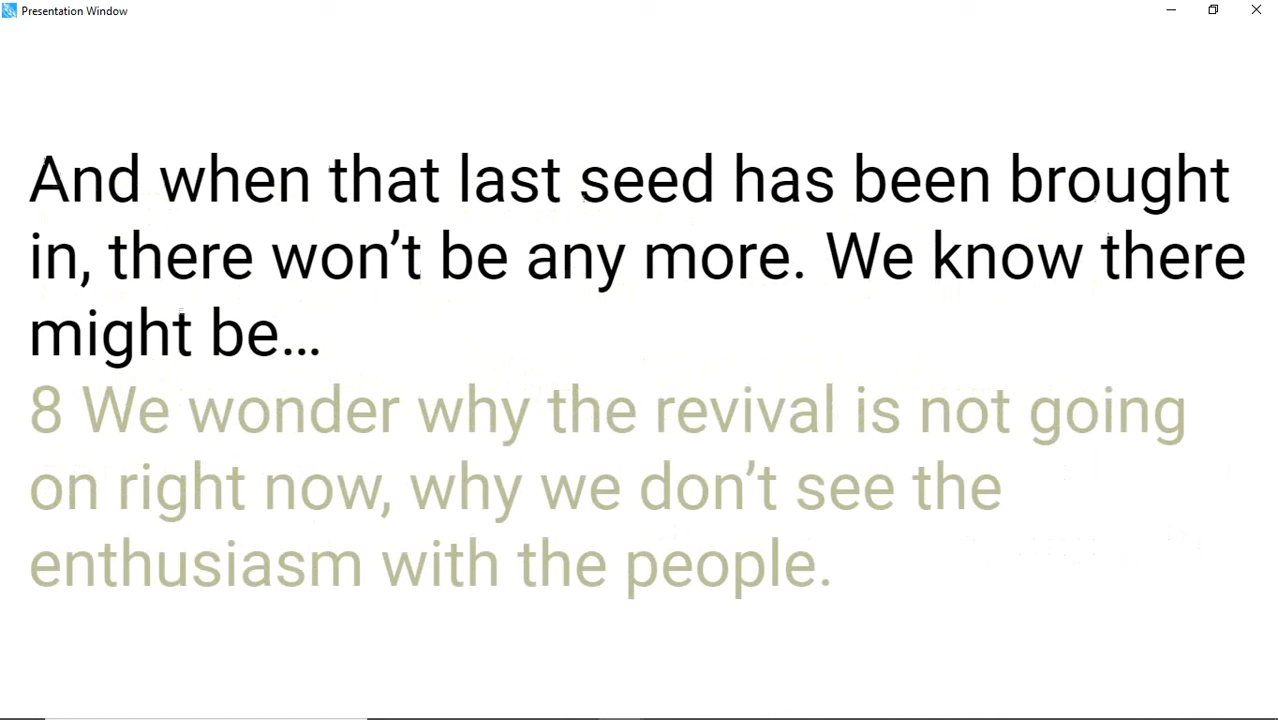 Presentation Window
And when that last seed has been brought
in, there won’t be any more. We know there
might be…
8 We wonder why the revival is not going
on right now, why we don’t see the
enthusiasm with the people.